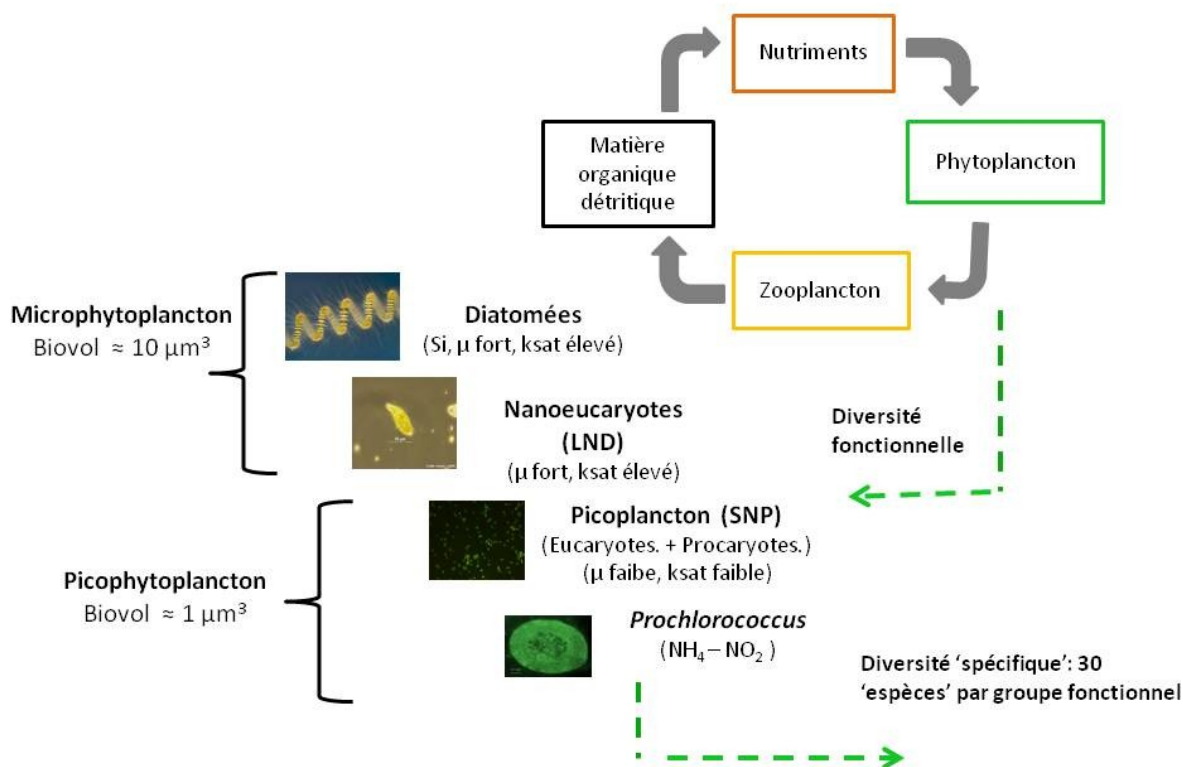 Nutriments
Matière
organique
détritique
Phytoplancton
Zooplancton
Microphytoplancton
Biovol ≈ 10 µm³
Diatomées
(Si, µ fort, ksat élevé)
Nanoeucaryotes
(LND)
(µ fort, ksat élevé)
Diversité
fonctionnelle
Picoplancton (SNP)
(Eucaryotes. + Procaryotes.)
(µ faibe, ksat faible)
Picophytoplancton
Biovol ≈ 1 µm³
Prochlorococcus
(NH₄ – NO₂ )
Diversité ‘spécifique’: 30
‘espèces’ par groupe fonctionnel